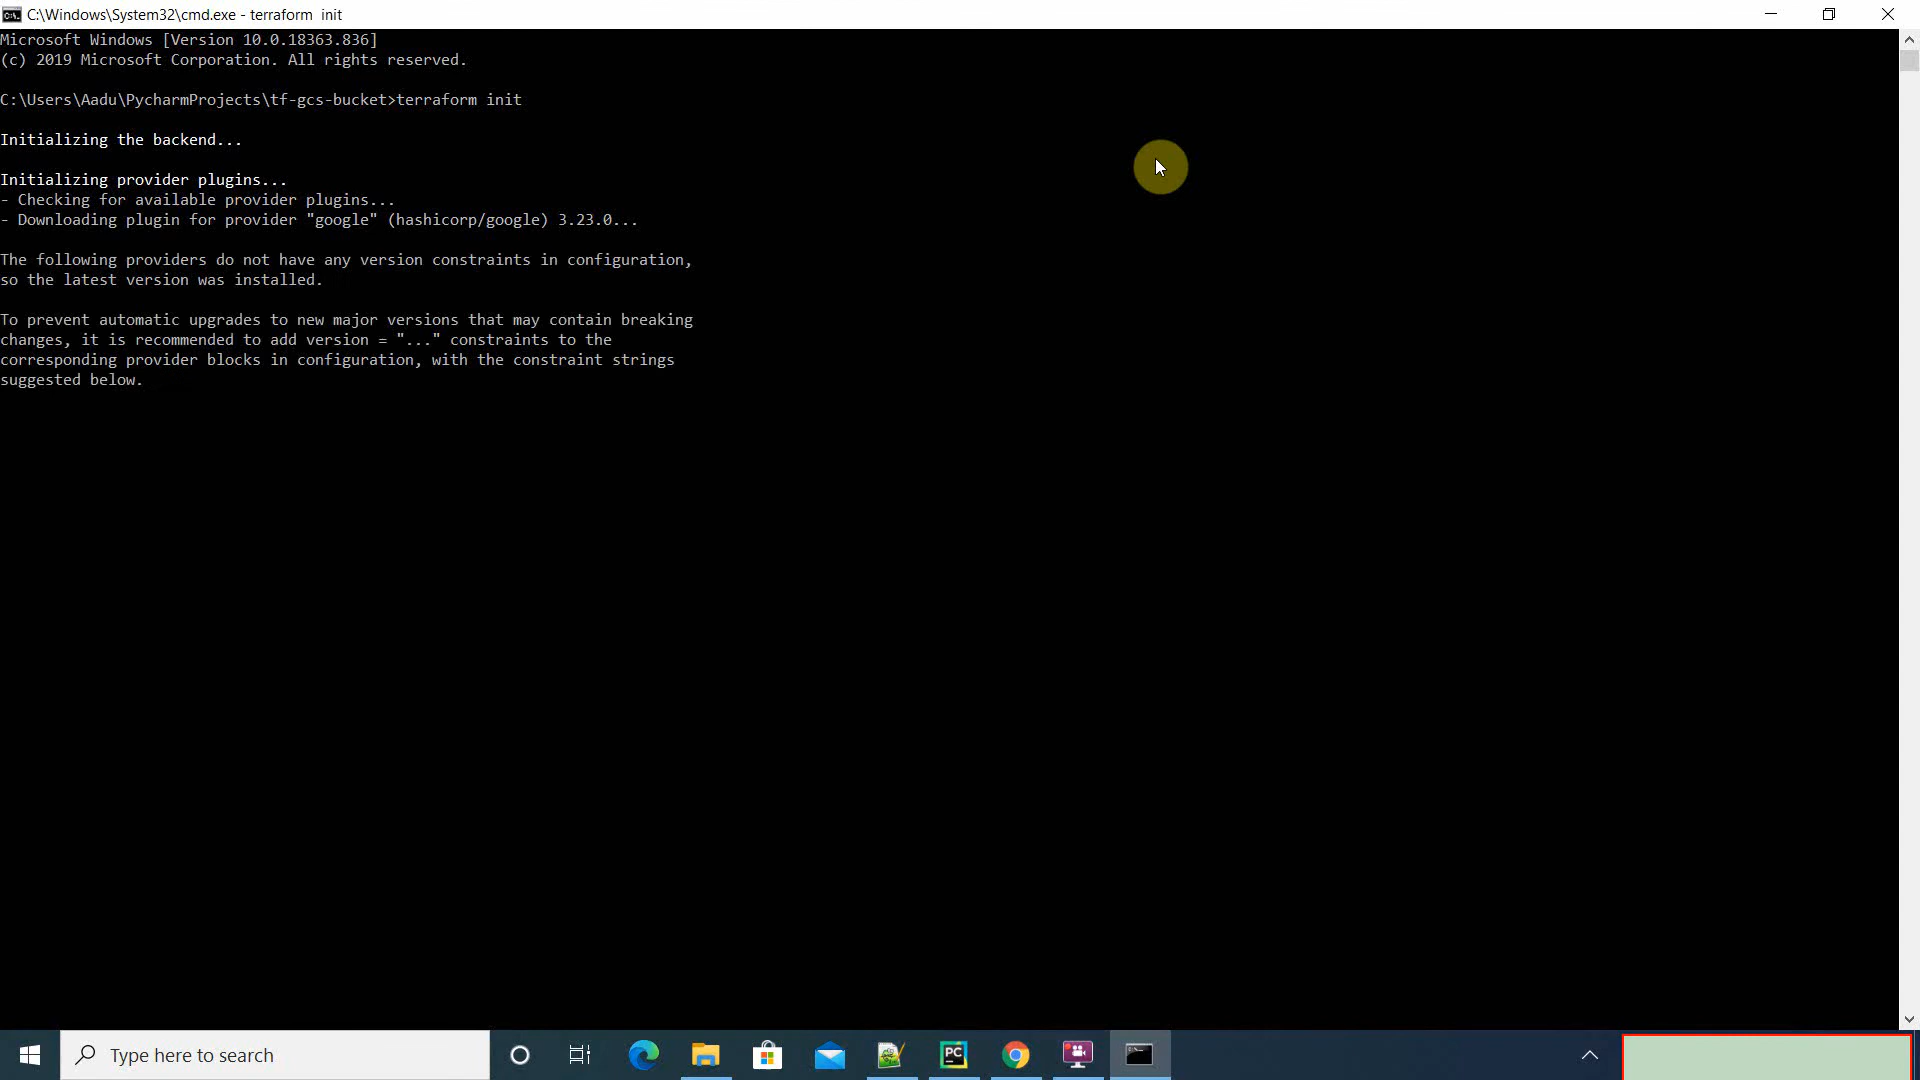 C:\Windows\System32\cmd.exe - terraform  init
Microsoft Windows [Version 10.0.18363.836]
(c) 2019 Microsoft Corporation. All rights reserved.
C:\Users\Aadu\PycharmProjects\tf-gcs-bucket>terraform init
Initializing the backend...
Initializing provider plugins...
- Checking for available provider plugins...
- Downloading plugin for provider "google" (hashicorp/google) 3.23.0...
The following providers do not have any version constraints in configuration,
so the latest version was installed.
To prevent automatic upgrades to new major versions that may contain breaking
changes, it is recommended to add version = "..." constraints to the
corresponding provider blocks in configuration, with the constraint strings
suggested below.
Type here to search
PC